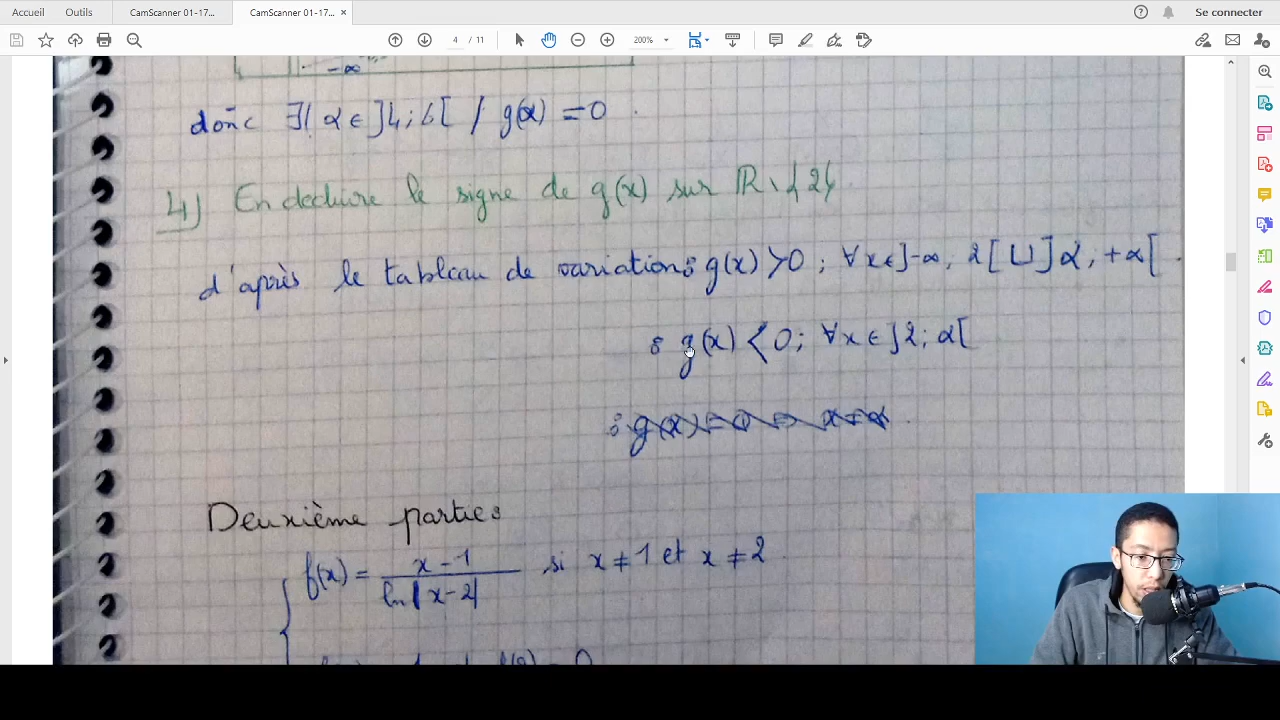 Accueil Outils CamScanner 01-17... CamScanner 01-17... × Se connecter
4 / 11 200%
-∞
donc ∃! α ∈ ]4; 6[ / g(x) = 0
4) En deduire le signe de g(x) sur ℝ \ {2}
d'après le tableau de variation: g(x) > 0 ; ∀x ∈ ]-∞, 2[ ∪ ]α, +α[.
: g(x) < 0; ∀x ∈ ]2; α[
Deuxième partie:
f(x) = x-1 / ln|x-2| si x ≠ 1 et x ≠ 2